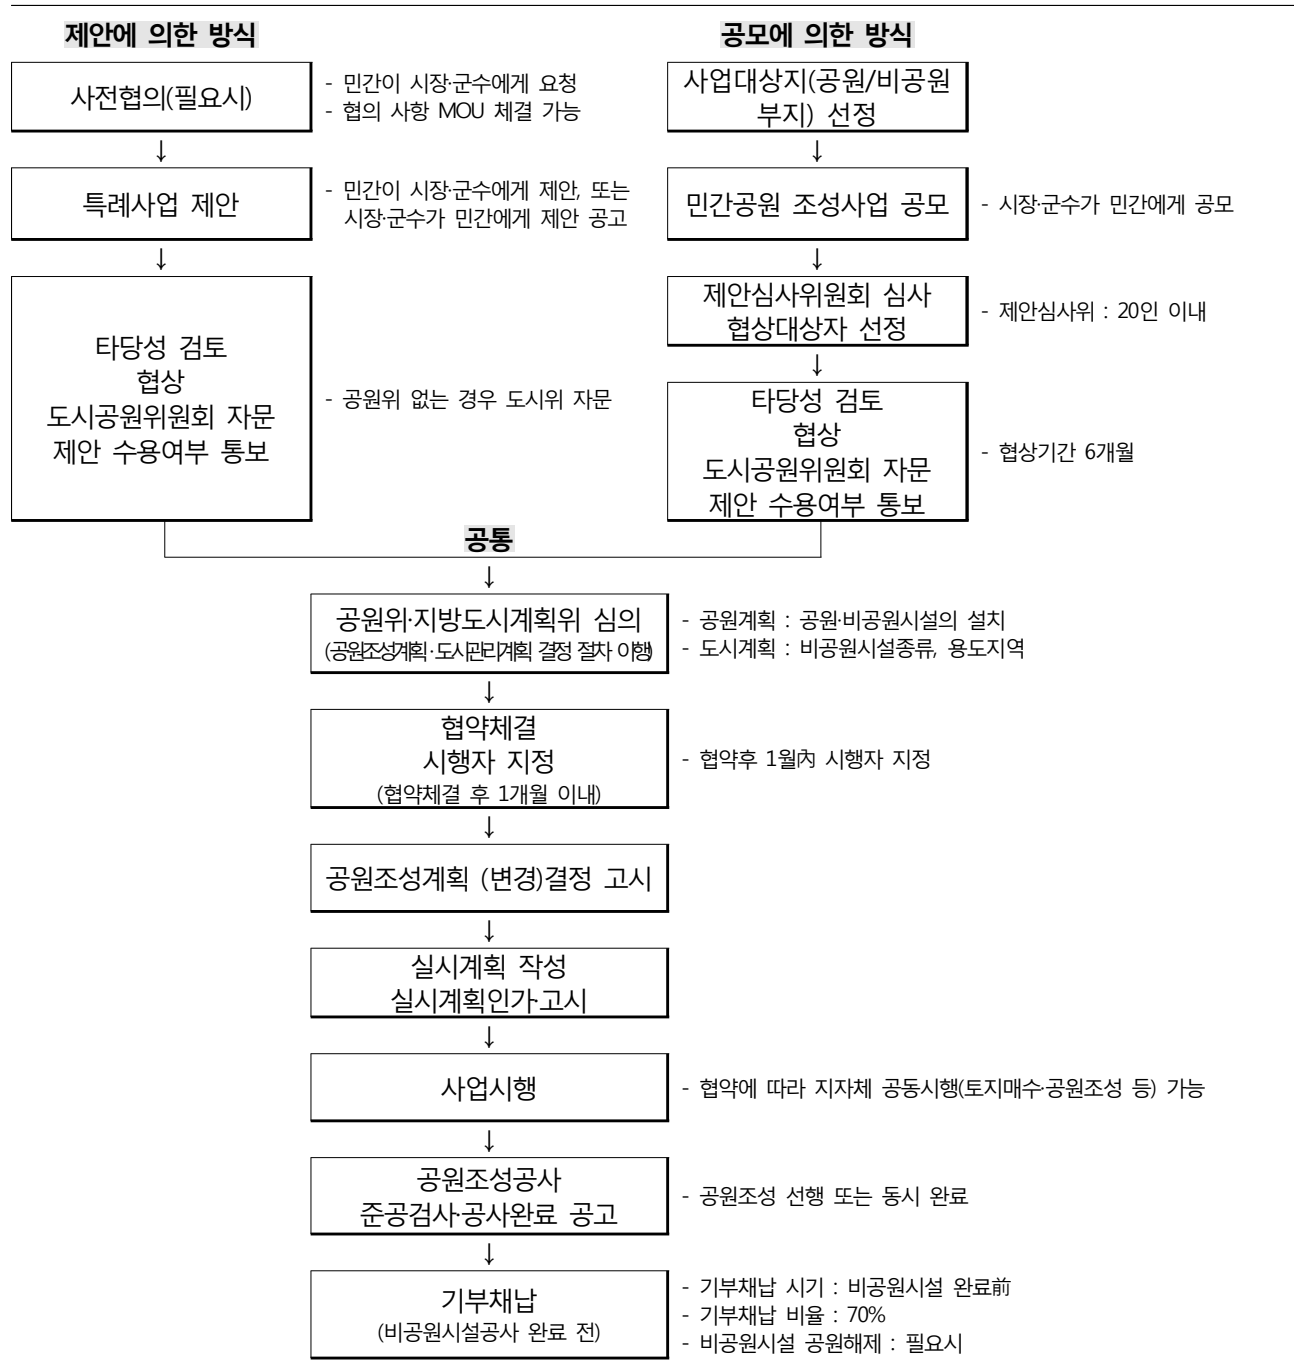 제안에 의한 방식
사전협의(필요시)
- 민간이 시장·군수에게 요청
- 협의 사항 MOU 체결 가능
↓
특례사업 제안
- 민간이 시장·군수에게 제안, 또는
시장·군수가 민간에게 제안 공고
↓
타당성 검토
협상
도시공원위원회 자문
제안 수용여부 통보
- 공원위 없는 경우 도시위 자문
공모에 의한 방식
사업대상지(공원/비공원
부지) 선정
↓
민간공원 조성사업 공모
- 시장·군수가 민간에게 공모
↓
제안심사위원회 심사
협상대상자 선정
- 제안심사위 : 20인 이내
↓
타당성 검토
협상
도시공원위원회 자문
제안 수용여부 통보
- 협상기간 6개월
공통
↓
공원위·지방도시계획위 심의
(공원조성계획·도시관리계획 결정 절차 이행)
- 공원계획 : 공원·비공원시설의 설치
- 도시계획 : 비공원시설종류, 용도지역
↓
협약체결
시행자 지정
(협약체결 후 1개월 이내)
- 협약후 1월內 시행자 지정
↓
공원조성계획 (변경)결정 고시
↓
실시계획 작성
실시계획인가·고시
↓
사업시행
- 협약에 따라 지자체 공동시행(토지매수·공원조성 등) 가능
↓
공원조성공사
준공검사·공사완료 공고
- 공원조성 선행 또는 동시 완료
↓
기부채납
(비공원시설공사 완료 전)
- 기부채납 시기 : 비공원시설 완료前
- 기부채납 비율 : 70%
- 비공원시설 공원해제 : 필요시